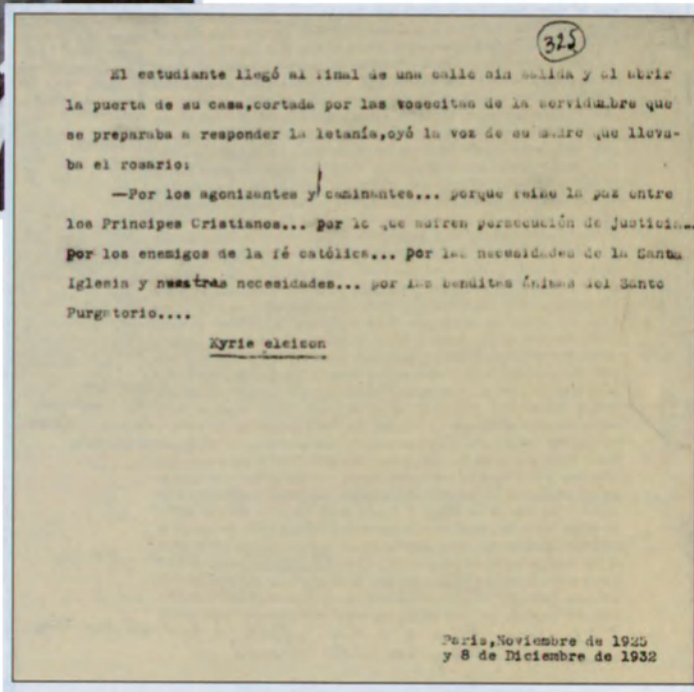 325
El estudiante llegó al final de una calle sin salida y al abrir
la puerta de su casa,cortada por las vosecitas de la servidumbre que
se preparaba a responder la letanía,oyó la voz de su madre que lleva-
ba el rosario:
—Por los agonizantes y caminantes... porque reine la paz entre
los Príncipes Cristianos... por lo que sufren persecución de justicia...
por los enemigos de la fé católica... por las necesidades de la Santa
Iglesia y nuestras necesidades... por las benditas ánimas del Santo
Purgatorio....
Kyrie eleison
París,Noviembre de 1925
y 8 de Diciembre de 1932